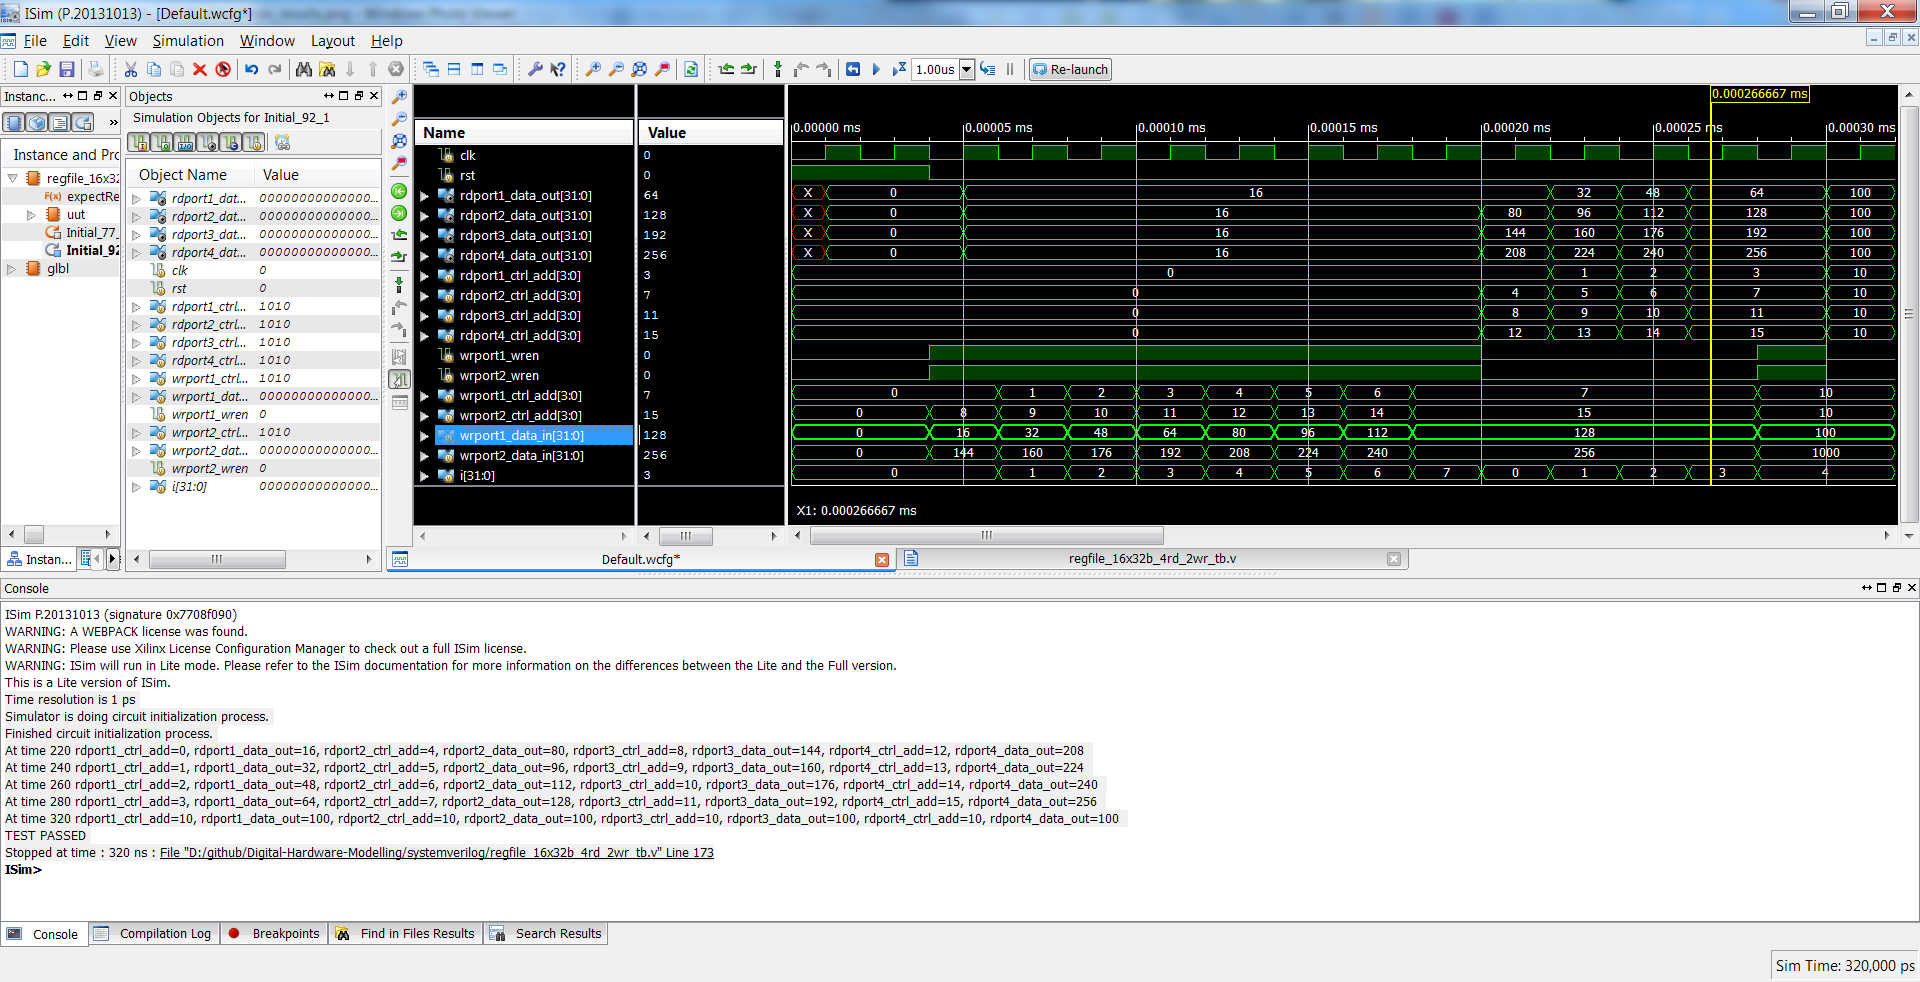 ISim (P.20131013) - [Default.wcfg*]
File Edit View Simulation Window Layout Help
1.00us Re-launch
Instanc...
Instance and Prc
regfile_16x32
expectRe
uut
Initial_77_
Initial_92
glbl
Instan...
Objects
Simulation Objects for Initial_92_1
Object Name Value
rdport1_dat... 00000000000000...
rdport2_dat... 00000000000000...
rdport3_dat... 00000000000000...
rdport4_dat... 00000000000000...
clk 0
rst 0
rdport1_ctrl... 1010
rdport2_ctrl... 1010
rdport3_ctrl... 1010
rdport4_ctrl... 1010
wrport1_ctrl... 1010
wrport1_dat... 00000000000000...
wrport1_wren 0
wrport2_ctrl... 1010
wrport2_dat... 00000000000000...
wrport2_wren 0
i[31:0] 00000000000000...
0.000266667 ms
Name Value 0.00000 ms 0.00005 ms 0.00010 ms 0.00015 ms 0.00020 ms 0.00025 ms 0.00030 ms
clk 0
rst 0
rdport1_data_out[31:0] 64 X 0 16 32 48 64 100
rdport2_data_out[31:0] 128 X 0 16 80 96 112 128 100
rdport3_data_out[31:0] 192 X 0 16 144 160 176 192 100
rdport4_data_out[31:0] 256 X 0 16 208 224 240 256 100
rdport1_ctrl_add[3:0] 3 0 1 2 3 10
rdport2_ctrl_add[3:0] 7 0 4 5 6 7 10
rdport3_ctrl_add[3:0] 11 0 8 9 10 11 10
rdport4_ctrl_add[3:0] 15 0 12 13 14 15 10
wrport1_wren 0
wrport2_wren 0
wrport1_ctrl_add[3:0] 7 0 1 2 3 4 5 6 7 10
wrport2_ctrl_add[3:0] 15 0 8 9 10 11 12 13 14 15 10
wrport1_data_in[31:0] 128 0 16 32 48 64 80 96 112 128 100
wrport2_data_in[31:0] 256 0 144 160 176 192 208 224 240 256 1000
i[31:0] 3 0 1 2 3 4 5 6 7 0 1 2 3 4
X1: 0.000266667 ms
Default.wcfg* regfile_16x32b_4rd_2wr_tb.v
Console
ISim P.20131013 (signature 0x7708f090)
WARNING: A WEBPACK license was found.
WARNING: Please use Xilinx License Configuration Manager to check out a full ISim license.
WARNING: ISim will run in Lite mode. Please refer to the ISim documentation for more information on the differences between the Lite and the Full version.
This is a Lite version of ISim.
Time resolution is 1 ps
Simulator is doing circuit initialization process.
Finished circuit initialization process.
At time 220 rdport1_ctrl_add=0, rdport1_data_out=16, rdport2_ctrl_add=4, rdport2_data_out=80, rdport3_ctrl_add=8, rdport3_data_out=144, rdport4_ctrl_add=12, rdport4_data_out=208
At time 240 rdport1_ctrl_add=1, rdport1_data_out=32, rdport2_ctrl_add=5, rdport2_data_out=96, rdport3_ctrl_add=9, rdport3_data_out=160, rdport4_ctrl_add=13, rdport4_data_out=224
At time 260 rdport1_ctrl_add=2, rdport1_data_out=48, rdport2_ctrl_add=6, rdport2_data_out=112, rdport3_ctrl_add=10, rdport3_data_out=176, rdport4_ctrl_add=14, rdport4_data_out=240
At time 280 rdport1_ctrl_add=3, rdport1_data_out=64, rdport2_ctrl_add=7, rdport2_data_out=128, rdport3_ctrl_add=11, rdport3_data_out=192, rdport4_ctrl_add=15, rdport4_data_out=256
At time 320 rdport1_ctrl_add=10, rdport1_data_out=100, rdport2_ctrl_add=10, rdport2_data_out=100, rdport3_ctrl_add=10, rdport3_data_out=100, rdport4_ctrl_add=10, rdport4_data_out=100
TEST PASSED
Stopped at time : 320 ns : File "D:/github/Digital-Hardware-Modelling/systemverilog/regfile_16x32b_4rd_2wr_tb.v" Line 173
ISim>
Console Compilation Log Breakpoints Find in Files Results Search Results
Sim Time: 320,000 ps